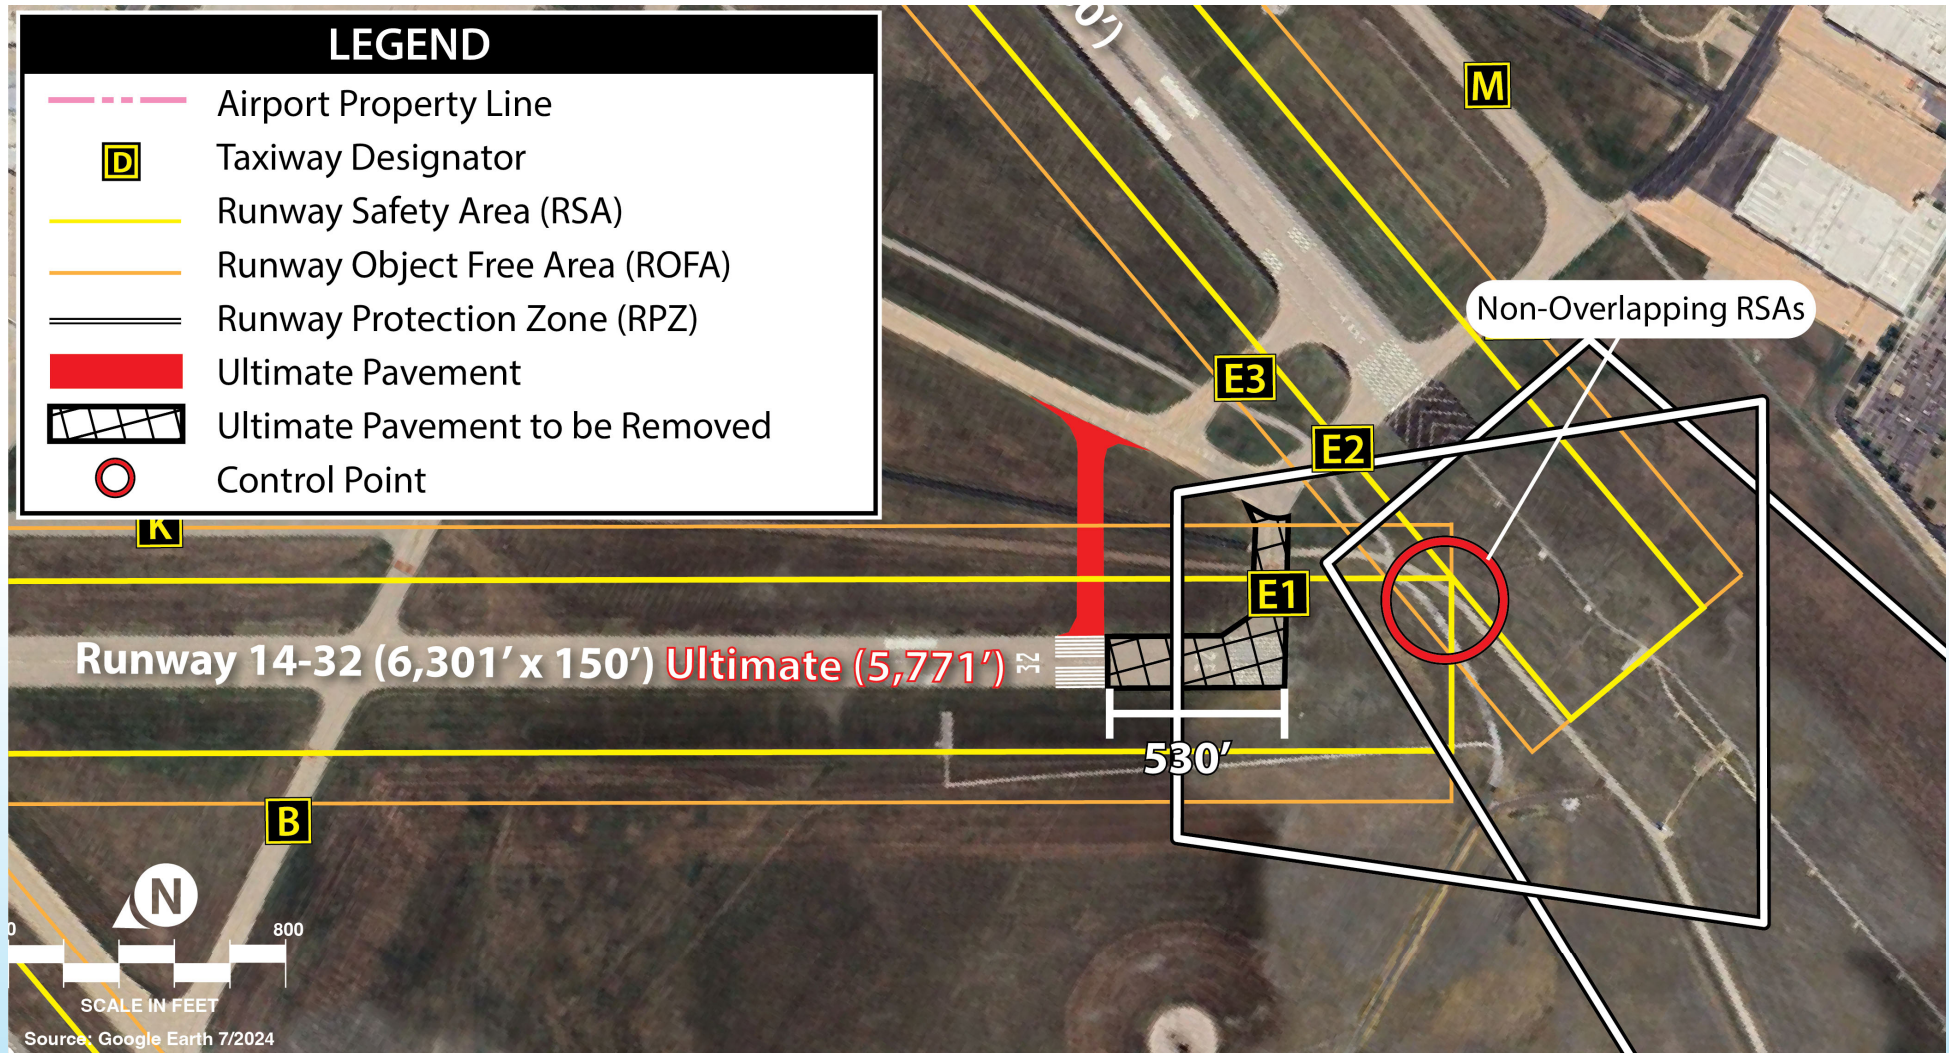 LEGEND
Airport Property Line
D
Taxiway Designator
Runway Safety Area (RSA)
Runway Object Free Area (ROFA)
Runway Protection Zone (RPZ)
Ultimate Pavement
Ultimate Pavement to be Removed
Control Point
0')
M
Non-Overlapping RSAs
E3
E2
K
E1
Runway 14-32 (6,301' x 150') Ultimate (5,771')
32
530'
B
N
0 800
SCALE IN FEET
Source: Google Earth 7/2024